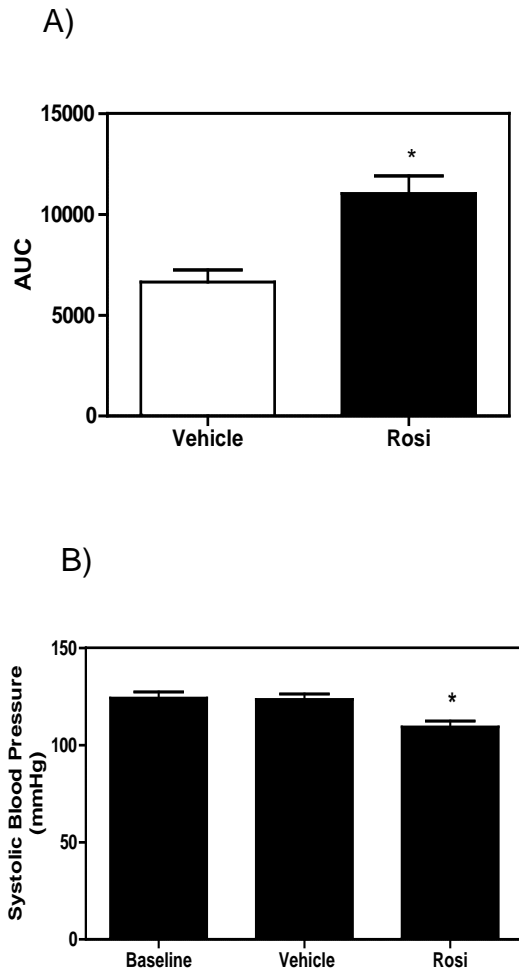 A)
15000
*
10000
AUC
5000
0
Vehicle Rosi
B)
150
*
100
Systolic Blood Pressure
(mmHg)
50
0
Baseline Vehicle Rosi